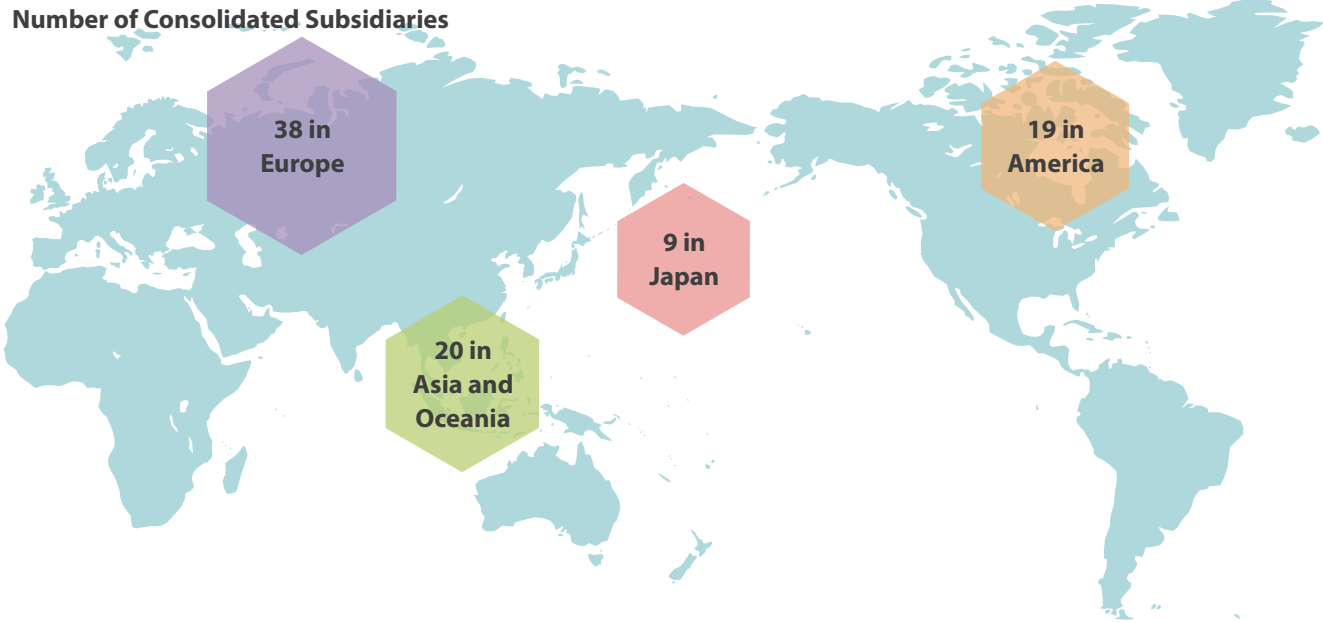 Number of Consolidated Subsidiaries
38 in
Europe
19 in
America
9 in
Japan
20 in
Asia and
Oceania